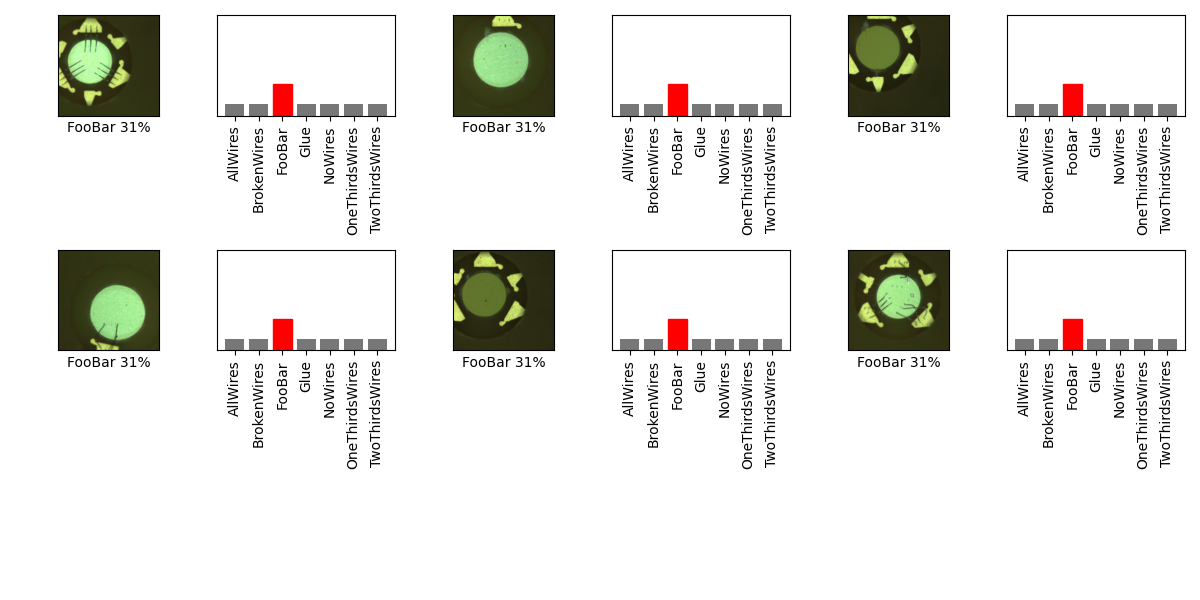 FooBar 31%
AllWires
BrokenWires
FooBar
Glue
NoWires
OneThirdsWires
TwoThirdsWires
FooBar 31%
AllWires
BrokenWires
FooBar
Glue
NoWires
OneThirdsWires
TwoThirdsWires
FooBar 31%
AllWires
BrokenWires
FooBar
Glue
NoWires
OneThirdsWires
TwoThirdsWires
FooBar 31%
AllWires
BrokenWires
FooBar
Glue
NoWires
OneThirdsWires
TwoThirdsWires
FooBar 31%
AllWires
BrokenWires
FooBar
Glue
NoWires
OneThirdsWires
TwoThirdsWires
FooBar 31%
AllWires
BrokenWires
FooBar
Glue
NoWires
OneThirdsWires
TwoThirdsWires